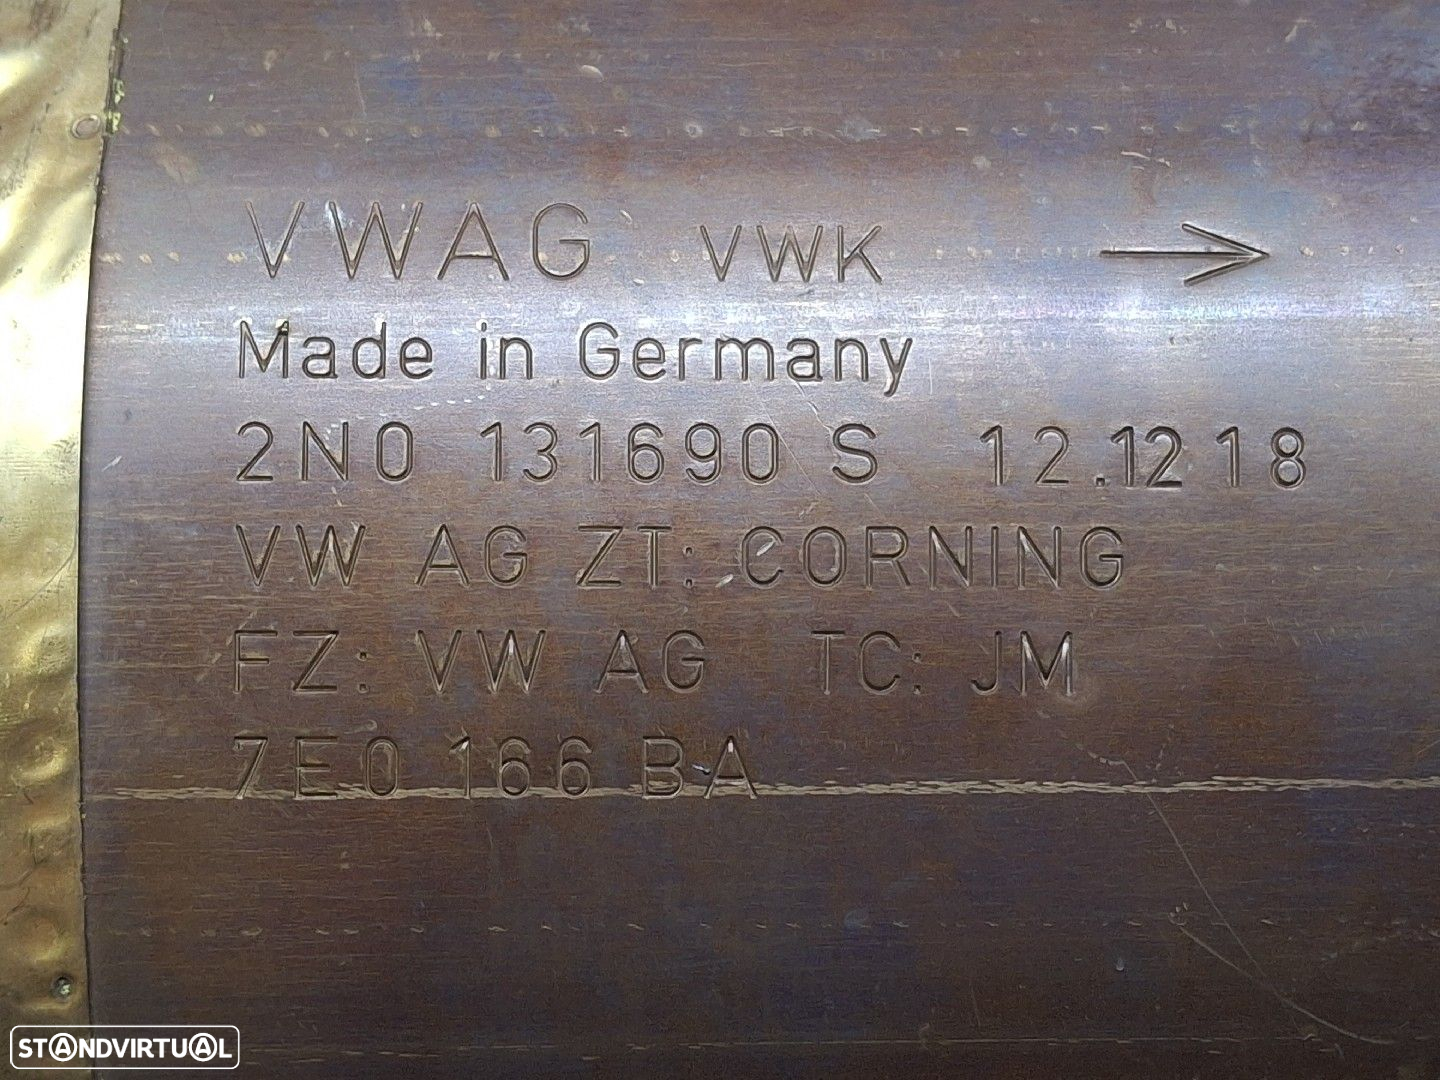 VWAG VWK →
Made in Germany
2N0 131690 S 12.12 18
VW AG ZT: CORNING
FZ: VW AG TC: JM
7E0 166 BA
STANDVIRTUAL